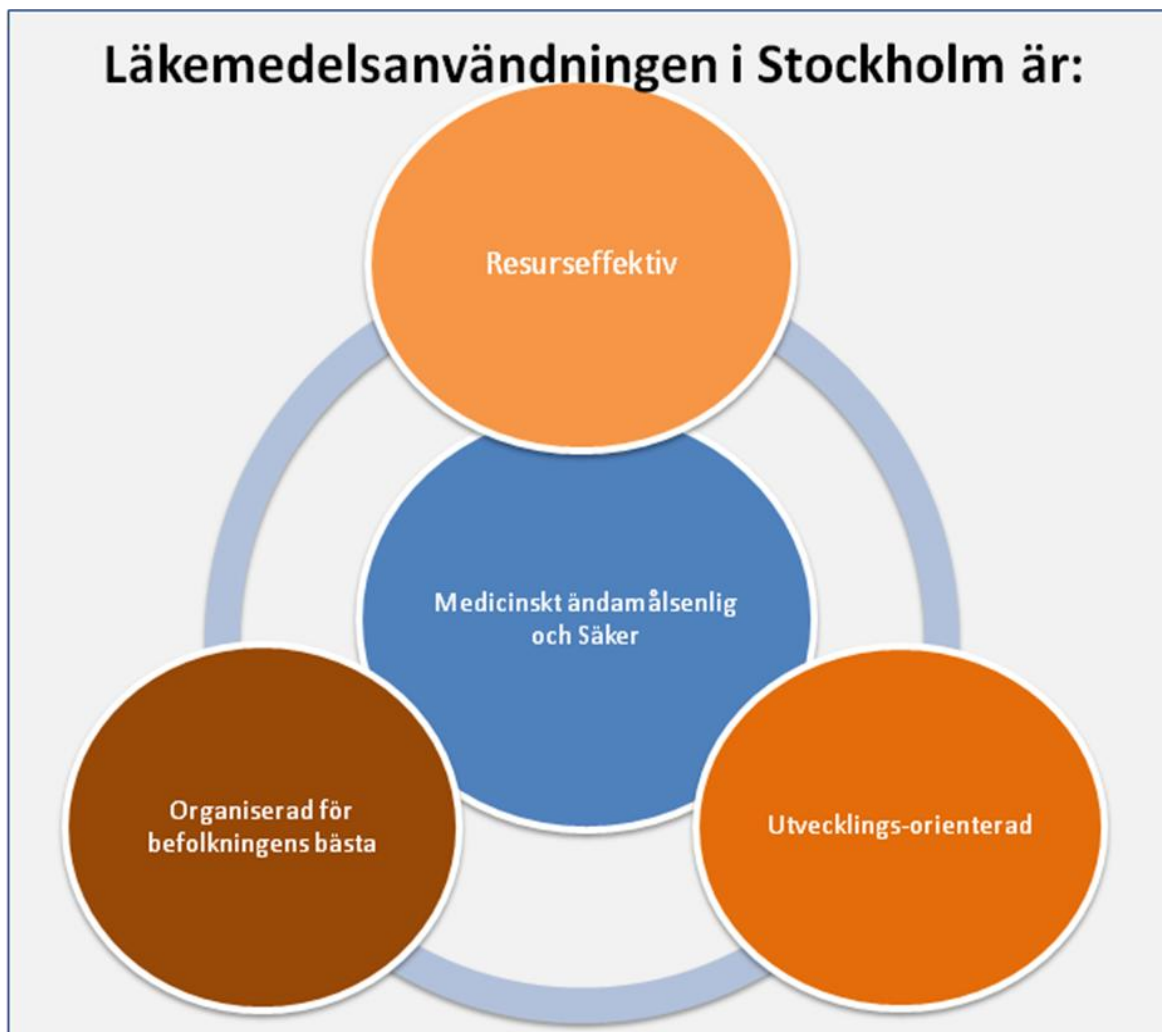 Läkemedelsanvändningen i Stockholm är:
Resurseffektiv
Medicinskt ändamålsenlig
och Säker
Organiserad för
befolkningens bästa
Utvecklings-orienterad